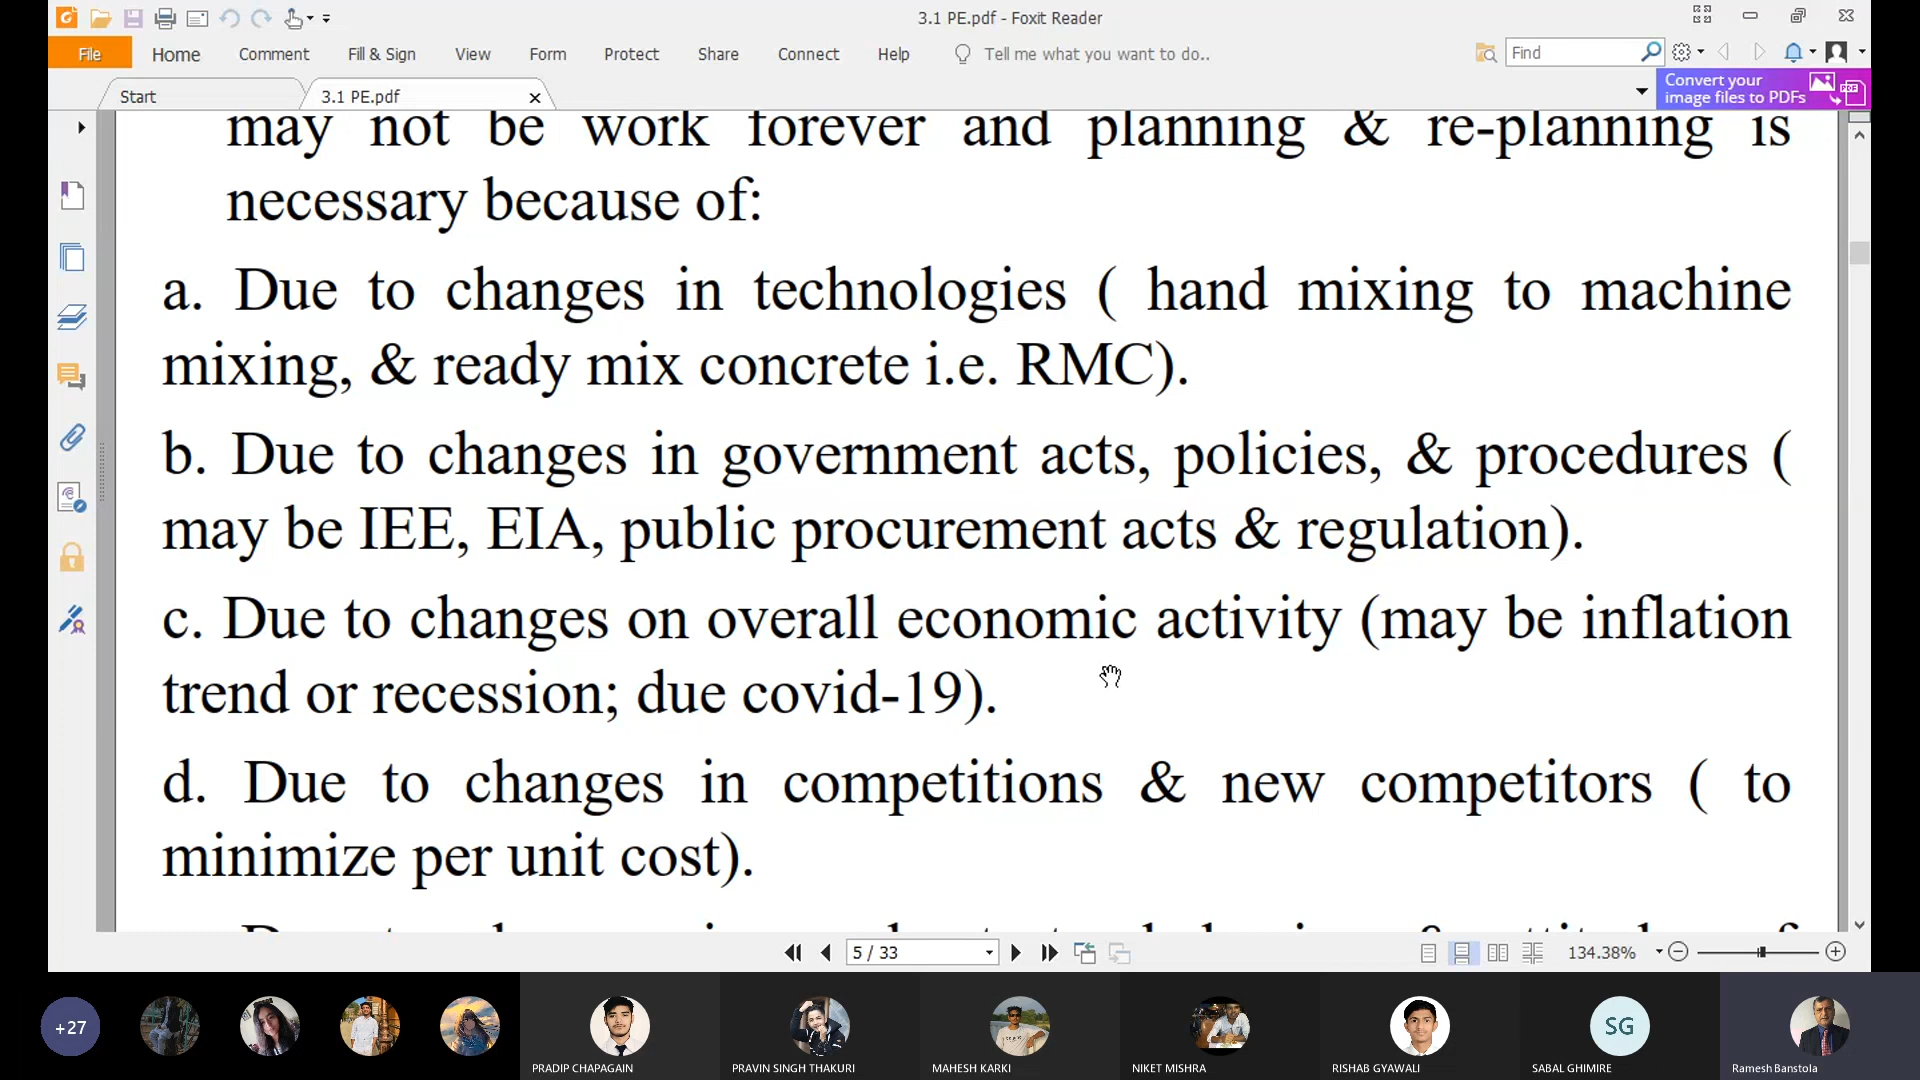 3.1 PE.pdf - Foxit Reader
File Home Comment Fill & Sign View Form Protect Share Connect Help Tell me what you want to do.. Find
Start 3.1 PE.pdf
Convert your
image files to PDFs
may not be work forever and planning & re-planning is
necessary because of:
a. Due to changes in technologies ( hand mixing to machine
mixing, & ready mix concrete i.e. RMC).
b. Due to changes in government acts, policies, & procedures (
may be IEE, EIA, public procurement acts & regulation).
c. Due to changes on overall economic activity (may be inflation
trend or recession; due covid-19).
d. Due to changes in competitions & new competitors ( to
minimize per unit cost).
5 / 33 134.38%
+27 SG
PRADIP CHAPAGAIN PRAVIN SINGH THAKURI MAHESH KARKI NIKET MISHRA RISHAB GYAWALI SABAL GHIMIRE Ramesh Banstola